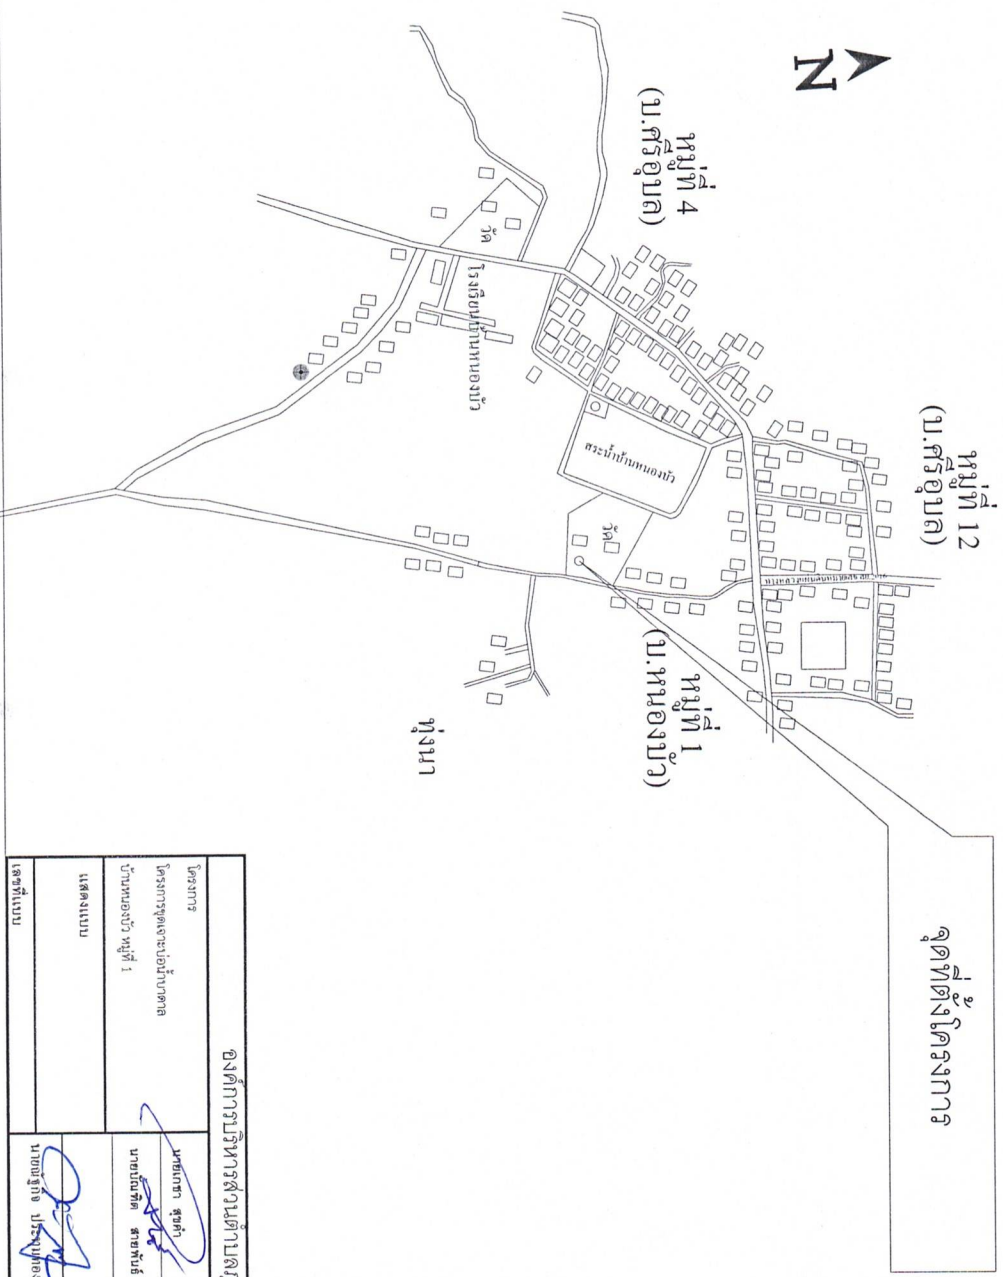 N
หมู่ที่ 4
(บ.ศรีอุบล)
หมู่ที่ 12
(บ.ศรีอุบล)
วัด
โรงเรียนบ้านหนองบัว
สระน้ำบ้านหนองบัว
วัด
หมู่ที่ 1
(บ.หนองบัว)
ทุ่งนา
จุดที่ตั้งโครงการ
องค์การบริหารส่วนตำบล
โครงการ
โครงการขุดเจาะบ่อน้ำบาดาล
บ้านหนองบัว หมู่ที่ 1
แสดงแบบ
เลขที่แบบ
นายเกชา สุขคำ
นายบัณฑิต สายพันธ์